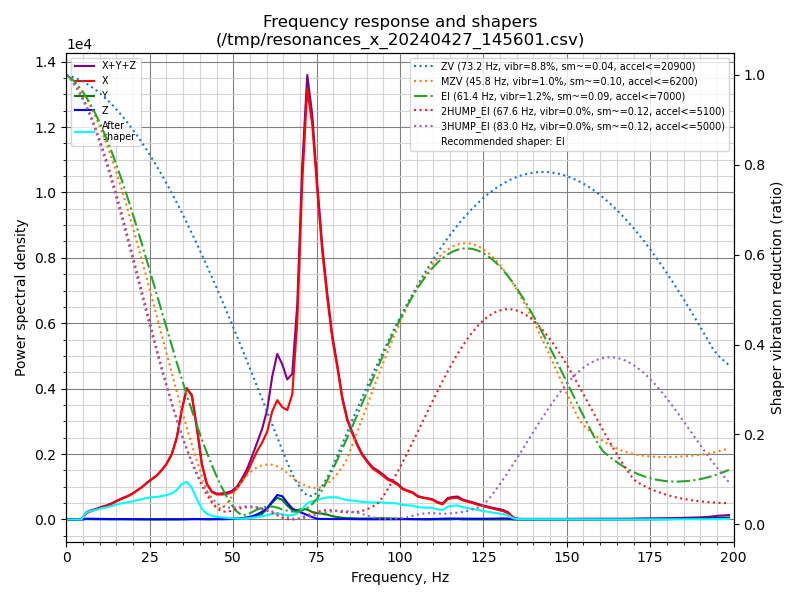 Frequency response and shapers
(/tmp/resonances_x_20240427_145601.csv)
1e4
X+Y+Z
X
Y
Z
After
shaper
ZV (73.2 Hz, vibr=8.8%, sm~=0.04, accel<=20900)
MZV (45.8 Hz, vibr=1.0%, sm~=0.10, accel<=6200)
EI (61.4 Hz, vibr=1.2%, sm~=0.09, accel<=7000)
2HUMP_EI (67.6 Hz, vibr=0.0%, sm~=0.12, accel<=5100)
3HUMP_EI (83.0 Hz, vibr=0.0%, sm~=0.12, accel<=5000)
Recommended shaper: EI
Power spectral density
1.4
1.2
1.0
0.8
0.6
0.4
0.2
0.0
Shaper vibration reduction (ratio)
1.0
0.8
0.6
0.4
0.2
0.0
0 25 50 75 100 125 150 175 200
Frequency, Hz